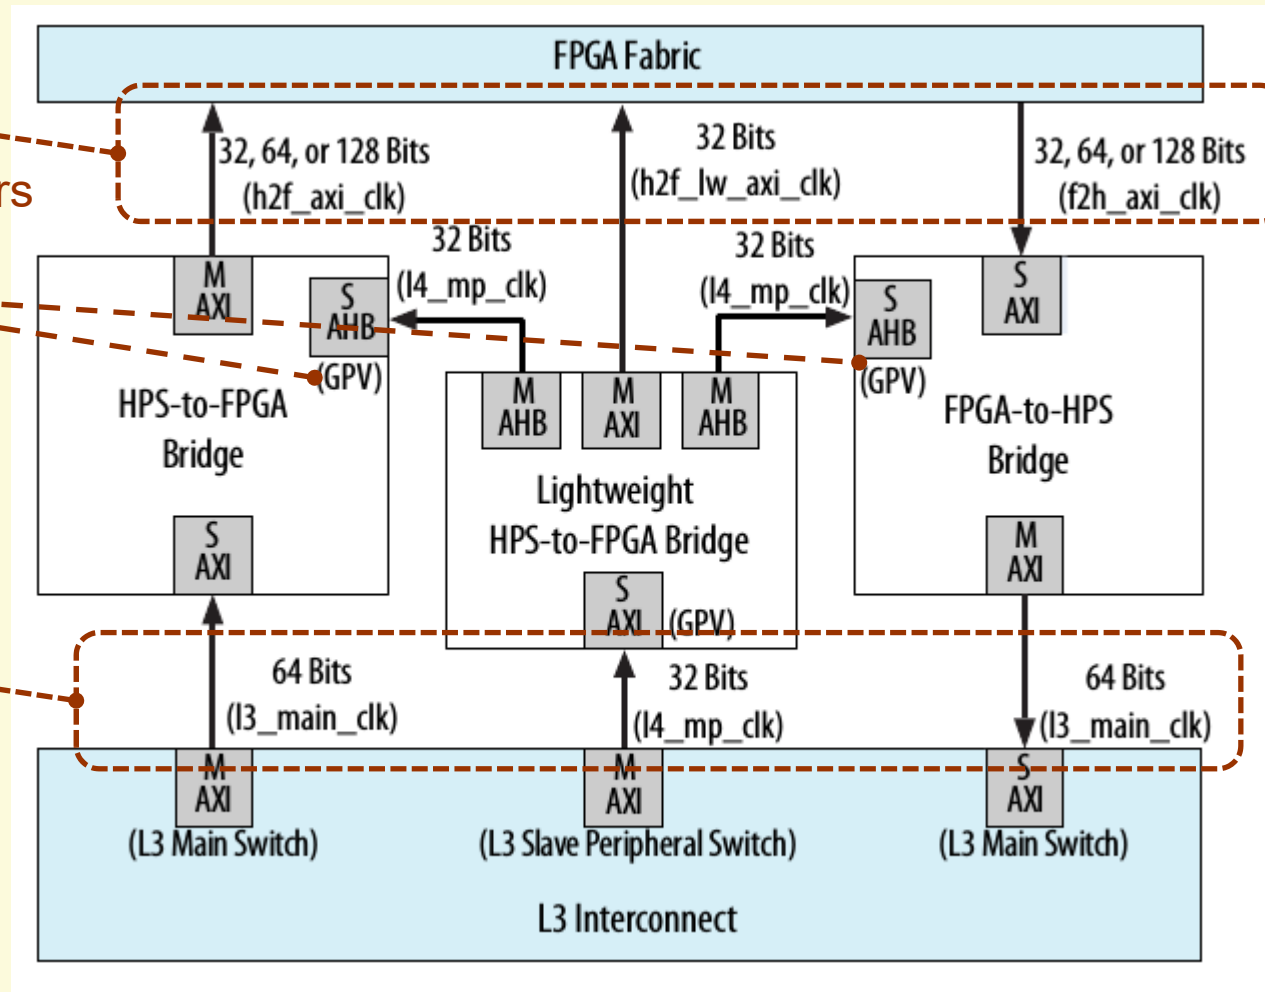 FPGA Fabric
32, 64, or 128 Bits
(h2f_axi_clk)
32 Bits
(h2f_lw_axi_clk)
32, 64, or 128 Bits
(f2h_axi_clk)
rs
32 Bits
(l4_mp_clk)
32 Bits
(l4_mp_clk)
M
AXI
S
AHB
(GPV)
HPS-to-FPGA
Bridge
S
AXI
M
AHB
M
AXI
M
AHB
Lightweight
HPS-to-FPGA Bridge
S
AXI
(GPV)
S
AHB
(GPV)
S
AXI
FPGA-to-HPS
Bridge
M
AXI
64 Bits
(l3_main_clk)
32 Bits
(l4_mp_clk)
64 Bits
(l3_main_clk)
M
AXI
(L3 Main Switch)
M
AXI
(L3 Slave Peripheral Switch)
S
AXI
(L3 Main Switch)
L3 Interconnect